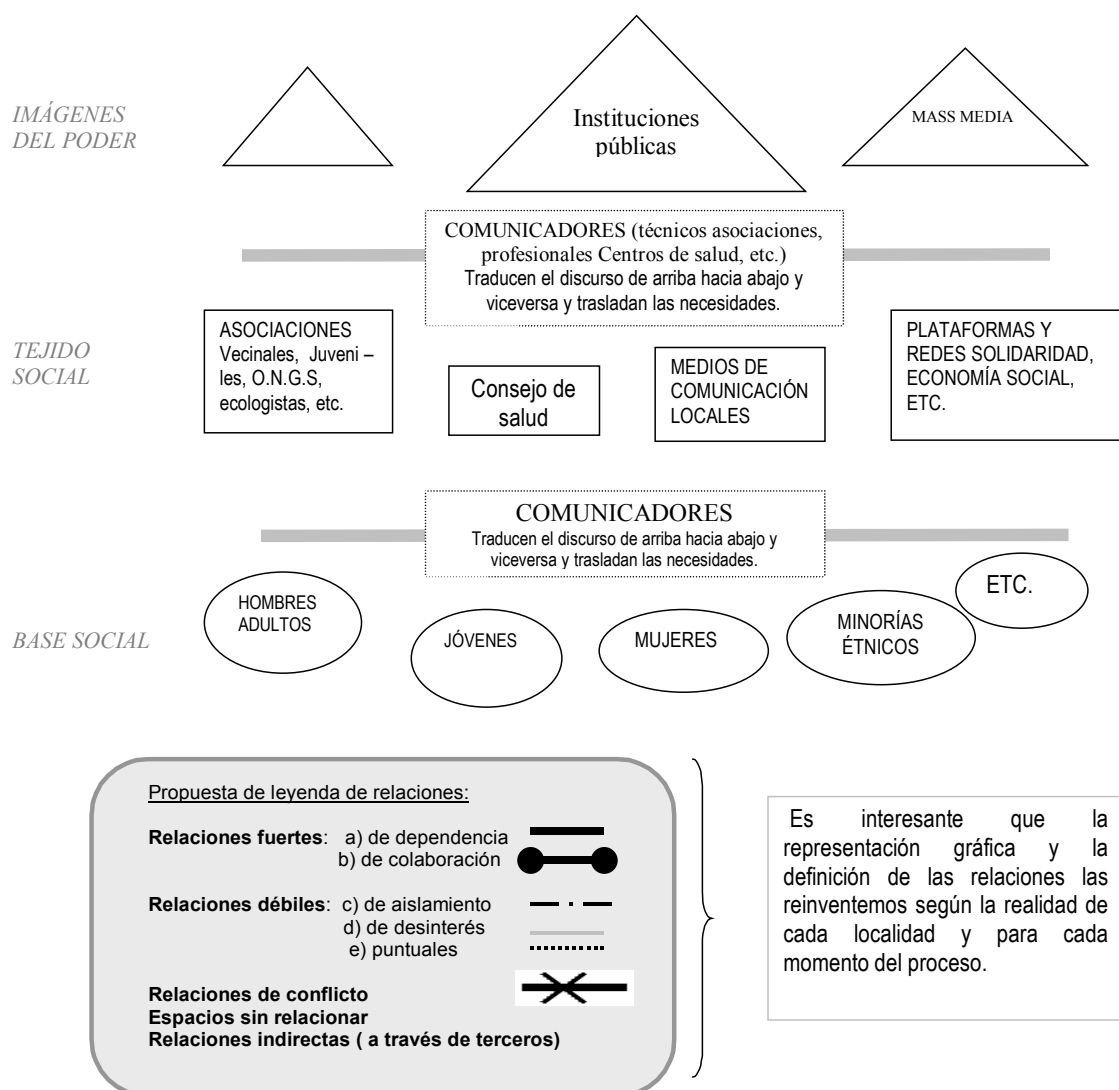 IMÁGENES
DEL PODER
Instituciones
públicas
MASS MEDIA
COMUNICADORES (técnicos asociaciones,
profesionales Centros de salud, etc.)
Traducen el discurso de arriba hacia abajo y
viceversa y trasladan las necesidades.
TEJIDO
SOCIAL
ASOCIACIONES
Vecinales, Juveni –
les, O.N.G.S,
ecologistas, etc.
Consejo de
salud
MEDIOS DE
COMUNICACIÓN
LOCALES
PLATAFORMAS Y
REDES SOLIDARIDAD,
ECONOMÍA SOCIAL,
ETC.
COMUNICADORES
Traducen el discurso de arriba hacia abajo y
viceversa y trasladan las necesidades.
BASE SOCIAL
HOMBRES
ADULTOS
JÓVENES
MUJERES
MINORÍAS
ÉTNICOS
ETC.
Propuesta de leyenda de relaciones:
Relaciones fuertes: a) de dependencia
b) de colaboración
Relaciones débiles: c) de aislamiento
d) de desinterés
e) puntuales
Relaciones de conflicto
Espacios sin relacionar
Relaciones indirectas ( a través de terceros)
Es interesante que la
representación gráfica y la
definición de las relaciones las
reinventemos según la realidad de
cada localidad y para cada
momento del proceso.